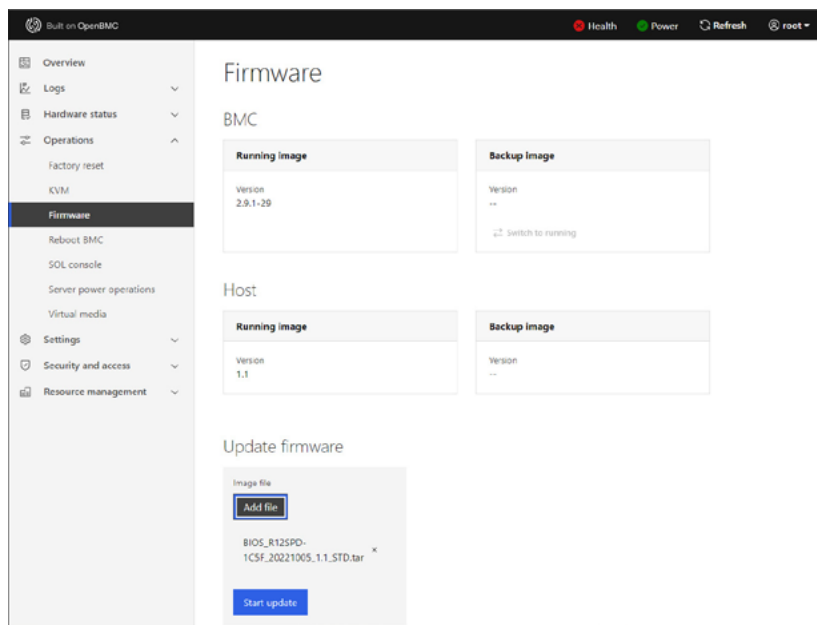 Built on OpenBMC
Health
Power
Refresh
root
Overview
Logs
Hardware status
Operations
Factory reset
KVM
Firmware
Reboot BMC
SOL console
Server power operations
Virtual media
Settings
Security and access
Resource management
Firmware
BMC
Running image
Version
2.9.1-29
Backup image
Version
--
Switch to running
Host
Running image
Version
1.1
Backup image
Version
--
Update firmware
Image file
Add file
BIOS_R12SPD-
1C5F_20221005_1.1_STD.tar
×
Start update